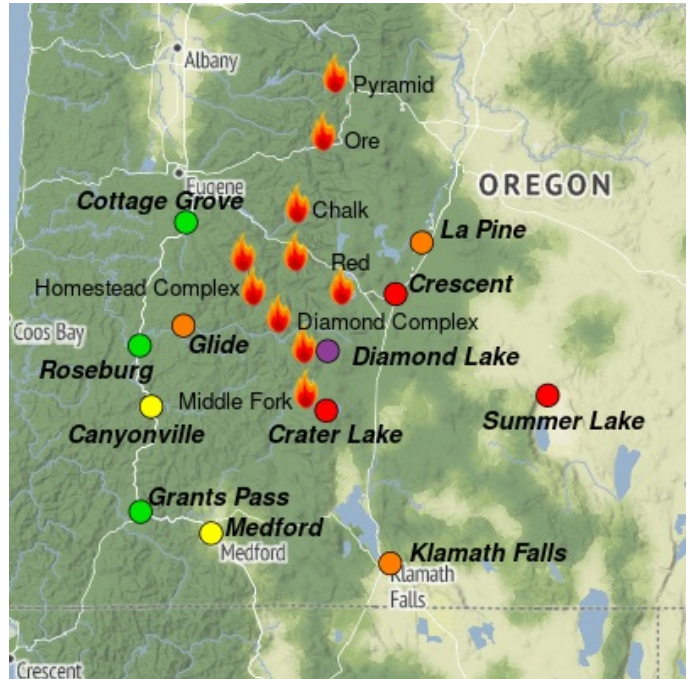 Albany
Pyramid
Ore
Eugene
OREGON
Cottage Grove
Chalk
La Pine
Red
Crescent
Homestead Complex
Diamond Complex
Coos Bay
Glide
Roseburg
Diamond Lake
Middle Fork
Canyonville
Crater Lake
Summer Lake
Grants Pass
Medford
Medford
Klamath Falls
Klamath
Falls
Crescent